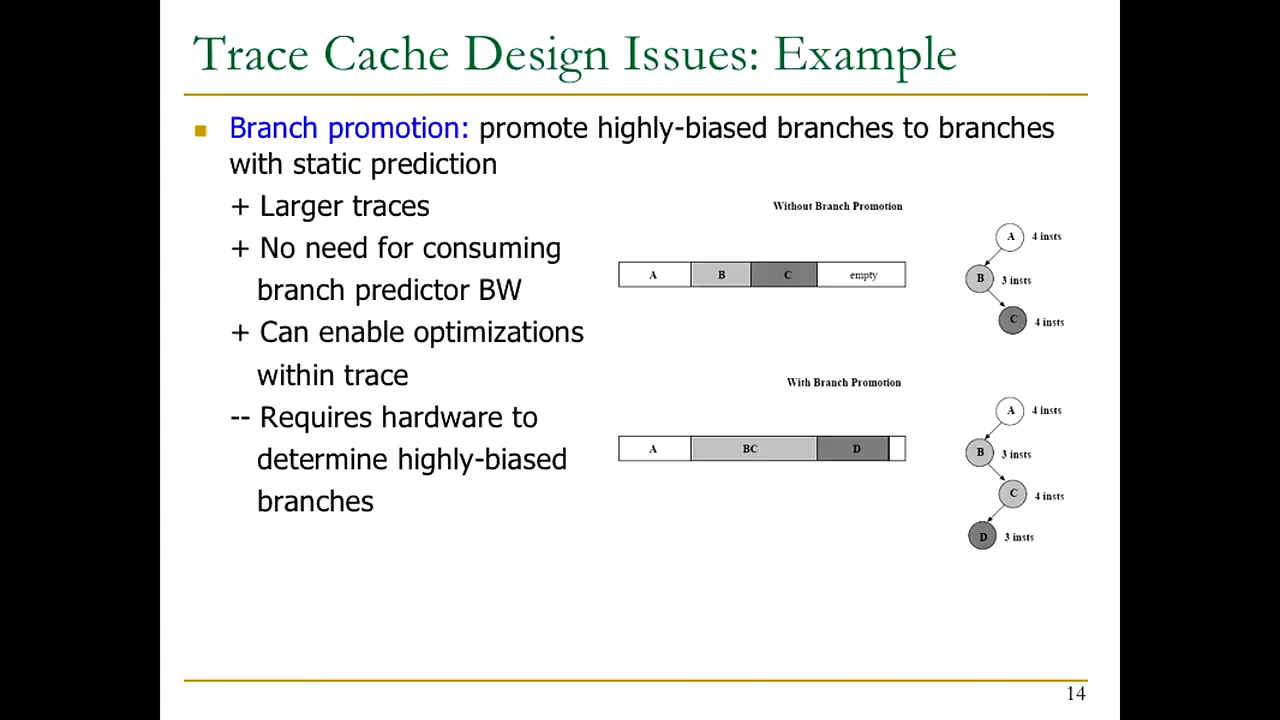 Trace Cache Design Issues: Example
Branch promotion: promote highly-biased branches to branches
with static prediction
+ Larger traces
+ No need for consuming
branch predictor BW
+ Can enable optimizations
within trace
-- Requires hardware to
determine highly-biased
branches
Without Branch Promotion
A B C empty
A 4 insts
B 3 insts
C 4 insts
With Branch Promotion
A BC D
A 4 insts
B 3 insts
C 4 insts
D 3 insts
14